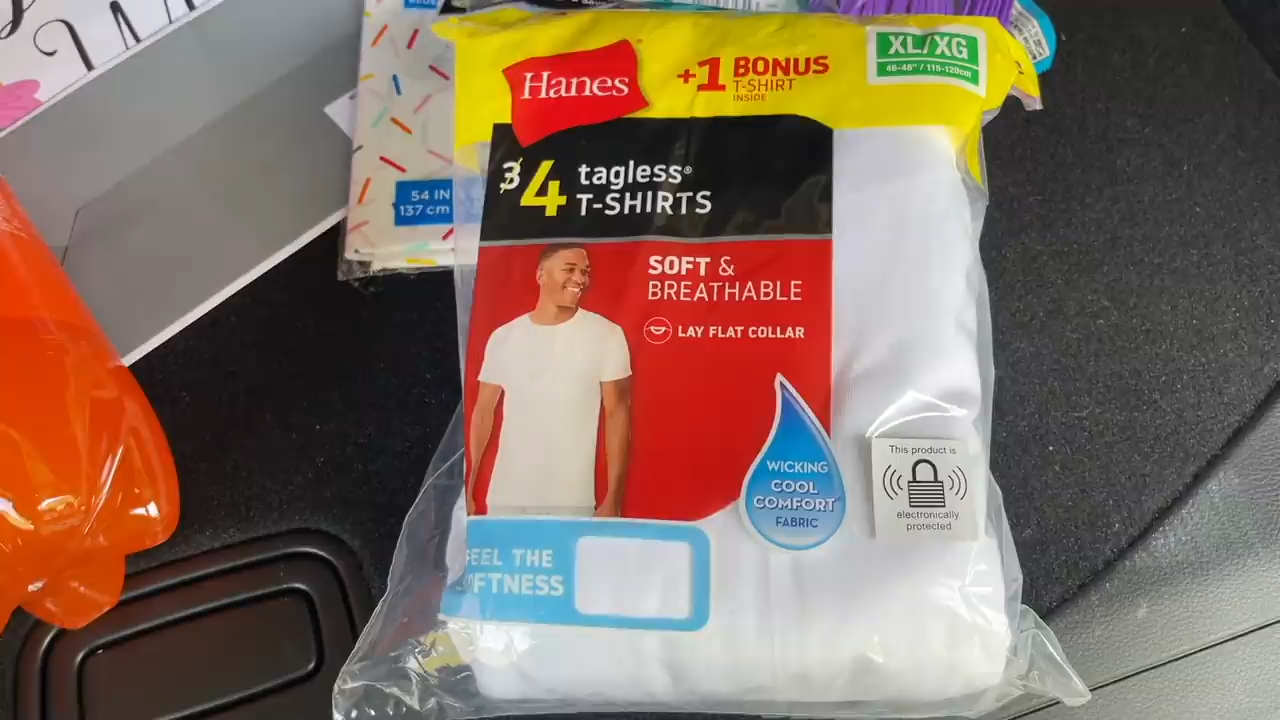 Hanes
+1 BONUS
T-SHIRT
INSIDE
XL/XG
46-48" / 115-120cm
3 4 tagless®
T-SHIRTS
54 IN
137 cm
SOFT &
BREATHABLE
LAY FLAT COLLAR
WICKING
COOL
COMFORT
FABRIC
This product is
electronically
protected
FEEL THE
SOFTNESS